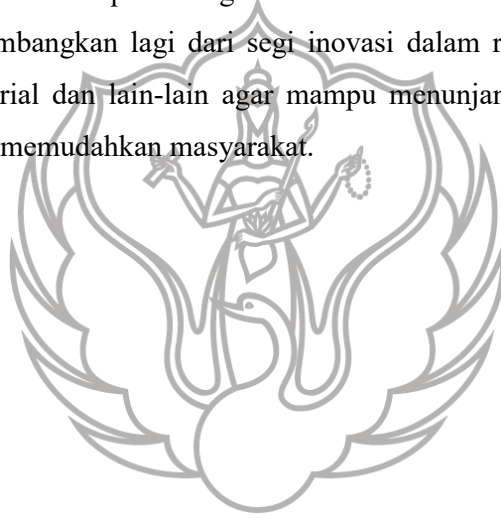 mbangkan lagi dari segi inovasi dalam
rial dan lain-lain agar mampu menunjan
memudahkan masyarakat.